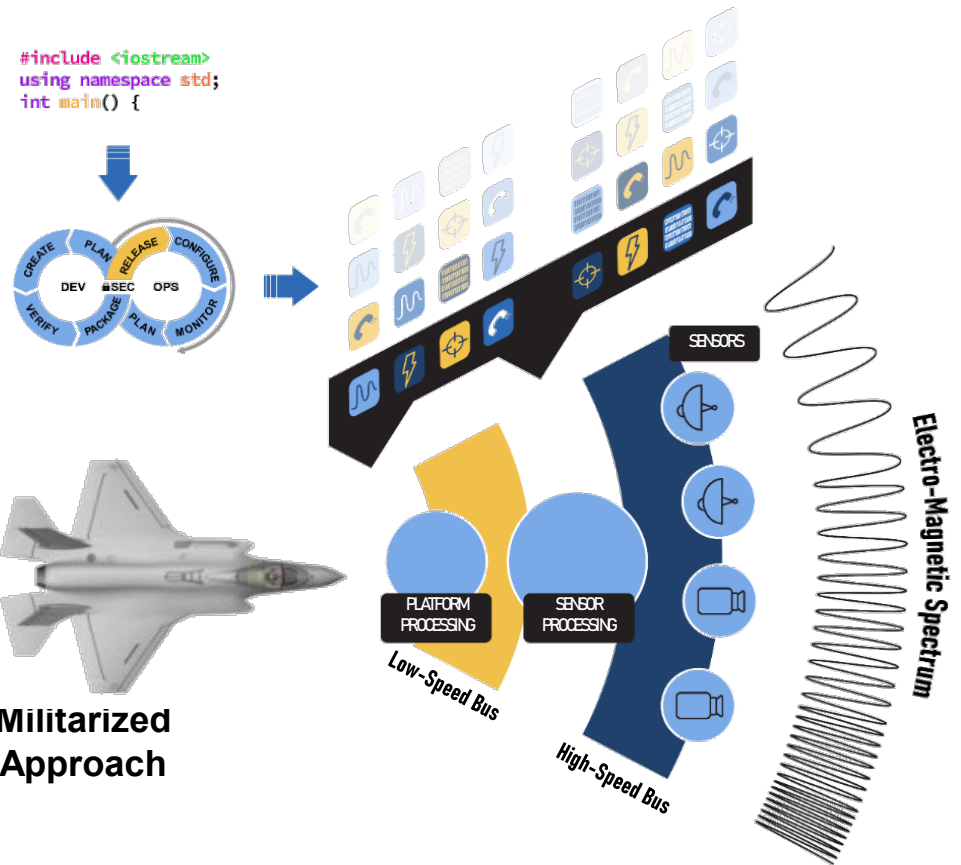 #include <iostream>
using namespace std;
int main() {
CREATE
PLAN
RELEASE
CONFIGURE
DEV
SEC
OPS
VERIFY
PACKAGE
PLAN
MONITOR
SENSORS
Electro-Magnetic Spectrum
PLATFORM
PROCESSING
SENSOR
PROCESSING
Low-Speed Bus
High-Speed Bus
Militarized
Approach